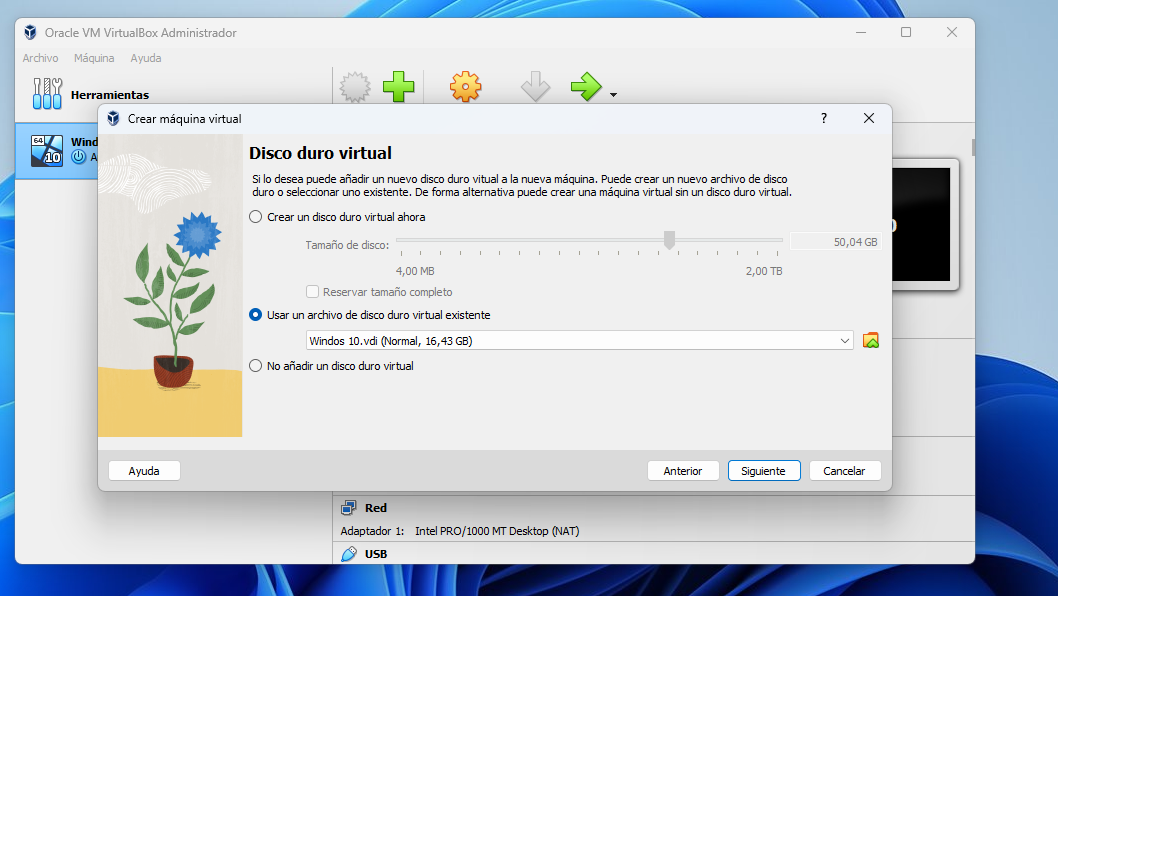 Oracle VM VirtualBox Administrador
Archivo Máquina Ayuda
Herramientas
Crear máquina virtual ?
64
10
Wind
A
Disco duro virtual
Si lo desea puede añadir un nuevo disco duro vitual a la nueva máquina. Puede crear un nuevo archivo de disco
duro o seleccionar uno existente. De forma alternativa puede crear una máquina virtual sin un disco duro virtual.
Crear un disco duro virtual ahora
Tamaño de disco: 50,04 GB
4,00 MB 2,00 TB
Reservar tamaño completo
Usar un archivo de disco duro virtual existente
Windos 10.vdi (Normal, 16,43 GB)
No añadir un disco duro virtual
Ayuda Anterior Siguiente Cancelar
Red
Adaptador 1: Intel PRO/1000 MT Desktop (NAT)
USB